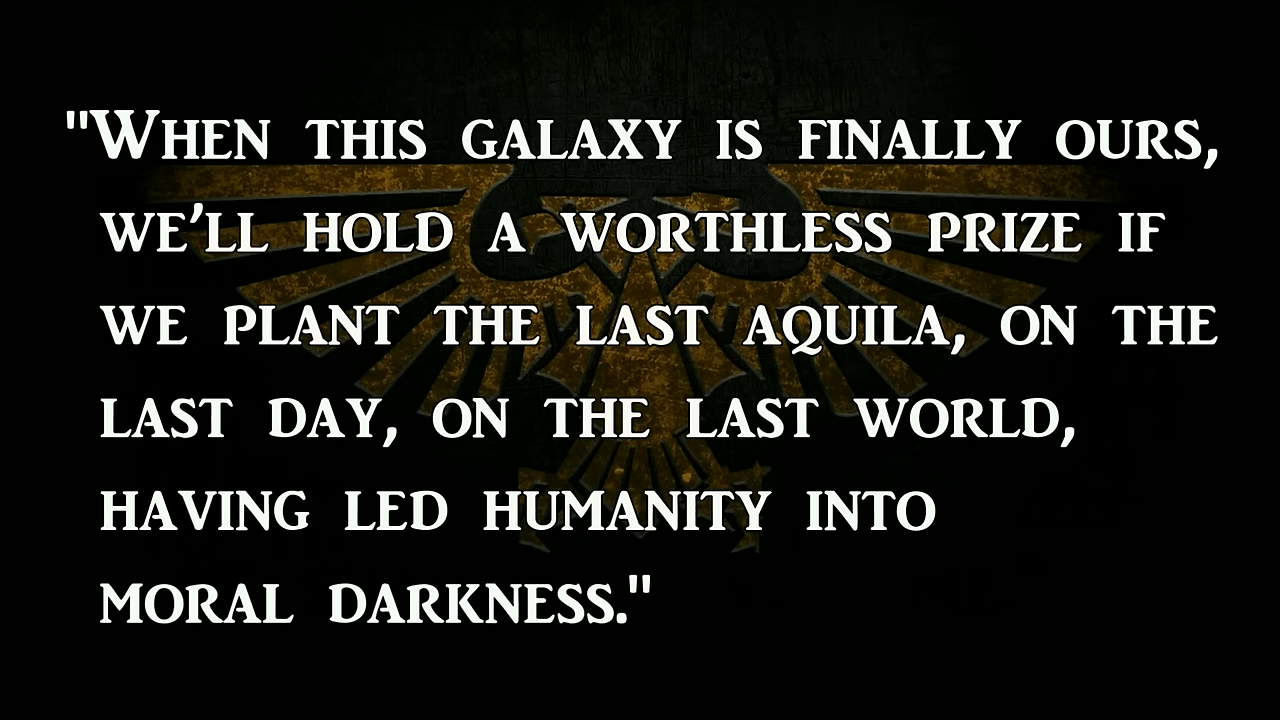 "When this galaxy is finally ours,
we’ll hold a worthless prize if
we plant the last aquila, on the
last day, on the last world,
having led humanity into
moral darkness."